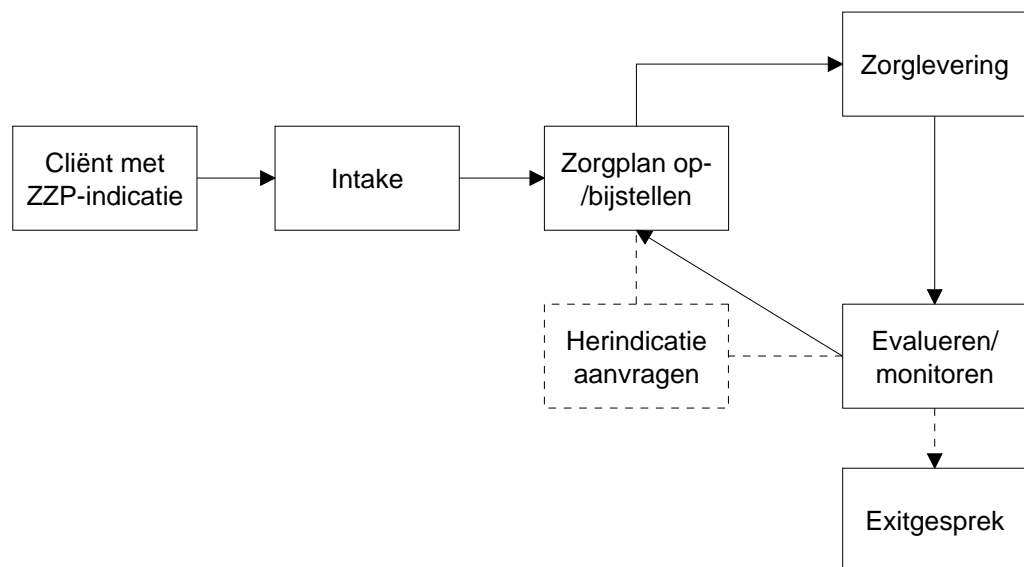 Zorglevering
Cliënt met
ZZP-indicatie
Intake
Zorgplan op-
/bijstellen
Herindicatie
aanvragen
Evalueren/
monitoren
Exitgesprek